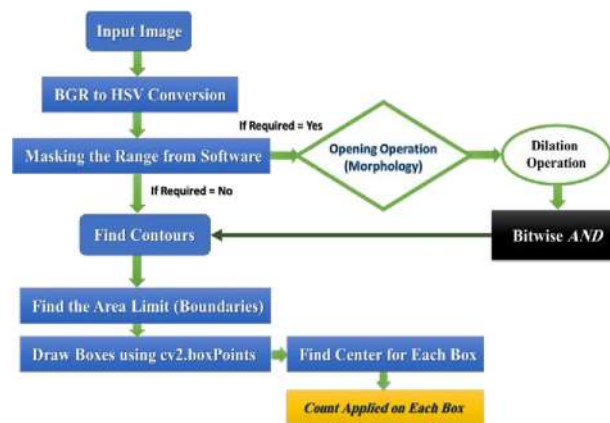 Input Image
BGR to HSV Conversion
If Required = Yes
Masking the Range from Software
Opening Operation
(Morphology)
Dilation
Operation
If Required = No
Find Contours
Bitwise AND
Find the Area Limit (Boundaries)
Draw Boxes using cv2.boxPoints
Find Center for Each Box
Count Applied on Each Box